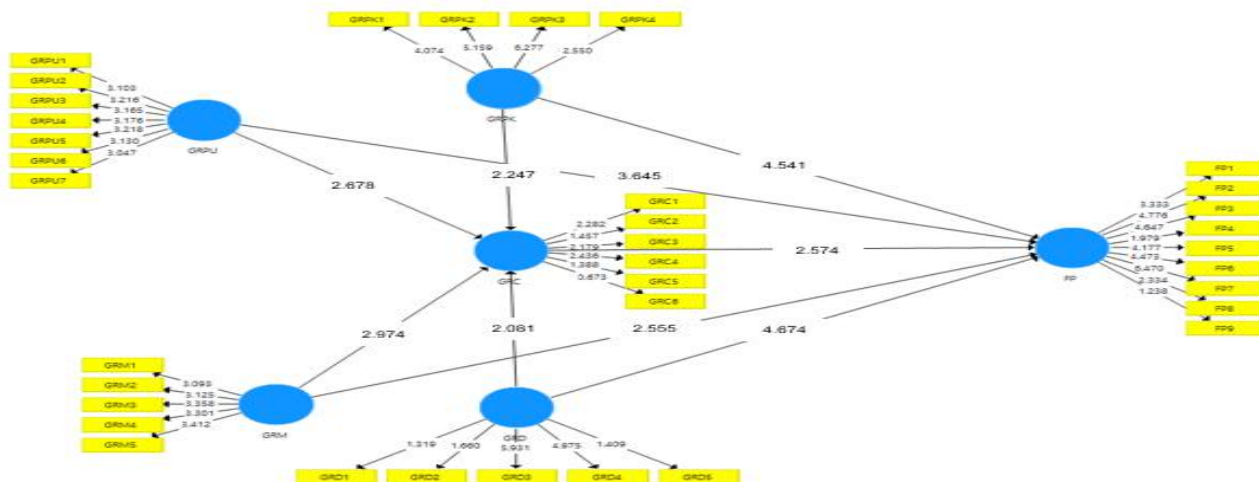 GRPK1 GRPK2 GRPK3 GRPK4
4.074 5.159 6.277 2.550
GRPK
GRPU1
GRPU2
GRPU3
GRPU4
GRPU5
GRPU6
GRPU7
3.103
3.216
3.165
3.176
3.218
3.130
3.047
GRPU
2.678
2.247
3.645
4.541
GRC1
GRC2
GRC3
GRC4
GRC5
GRC6
2.282
1.457
2.179
2.436
1.388
0.673
GRC
2.574
FP1
FP2
FP3
FP4
FP5
FP6
FP7
FP8
FP9
3.333
4.776
4.647
1.979
4.177
4.473
6.470
2.334
1.238
FP
2.974
2.081
2.555
4.674
GRM1
GRM2
GRM3
GRM4
GRM5
3.093
3.125
3.358
3.301
3.412
GRM
GRD
1.319 1.660 5.931 4.975 1.409
GRD1 GRD2 GRD3 GRD4 GRD5